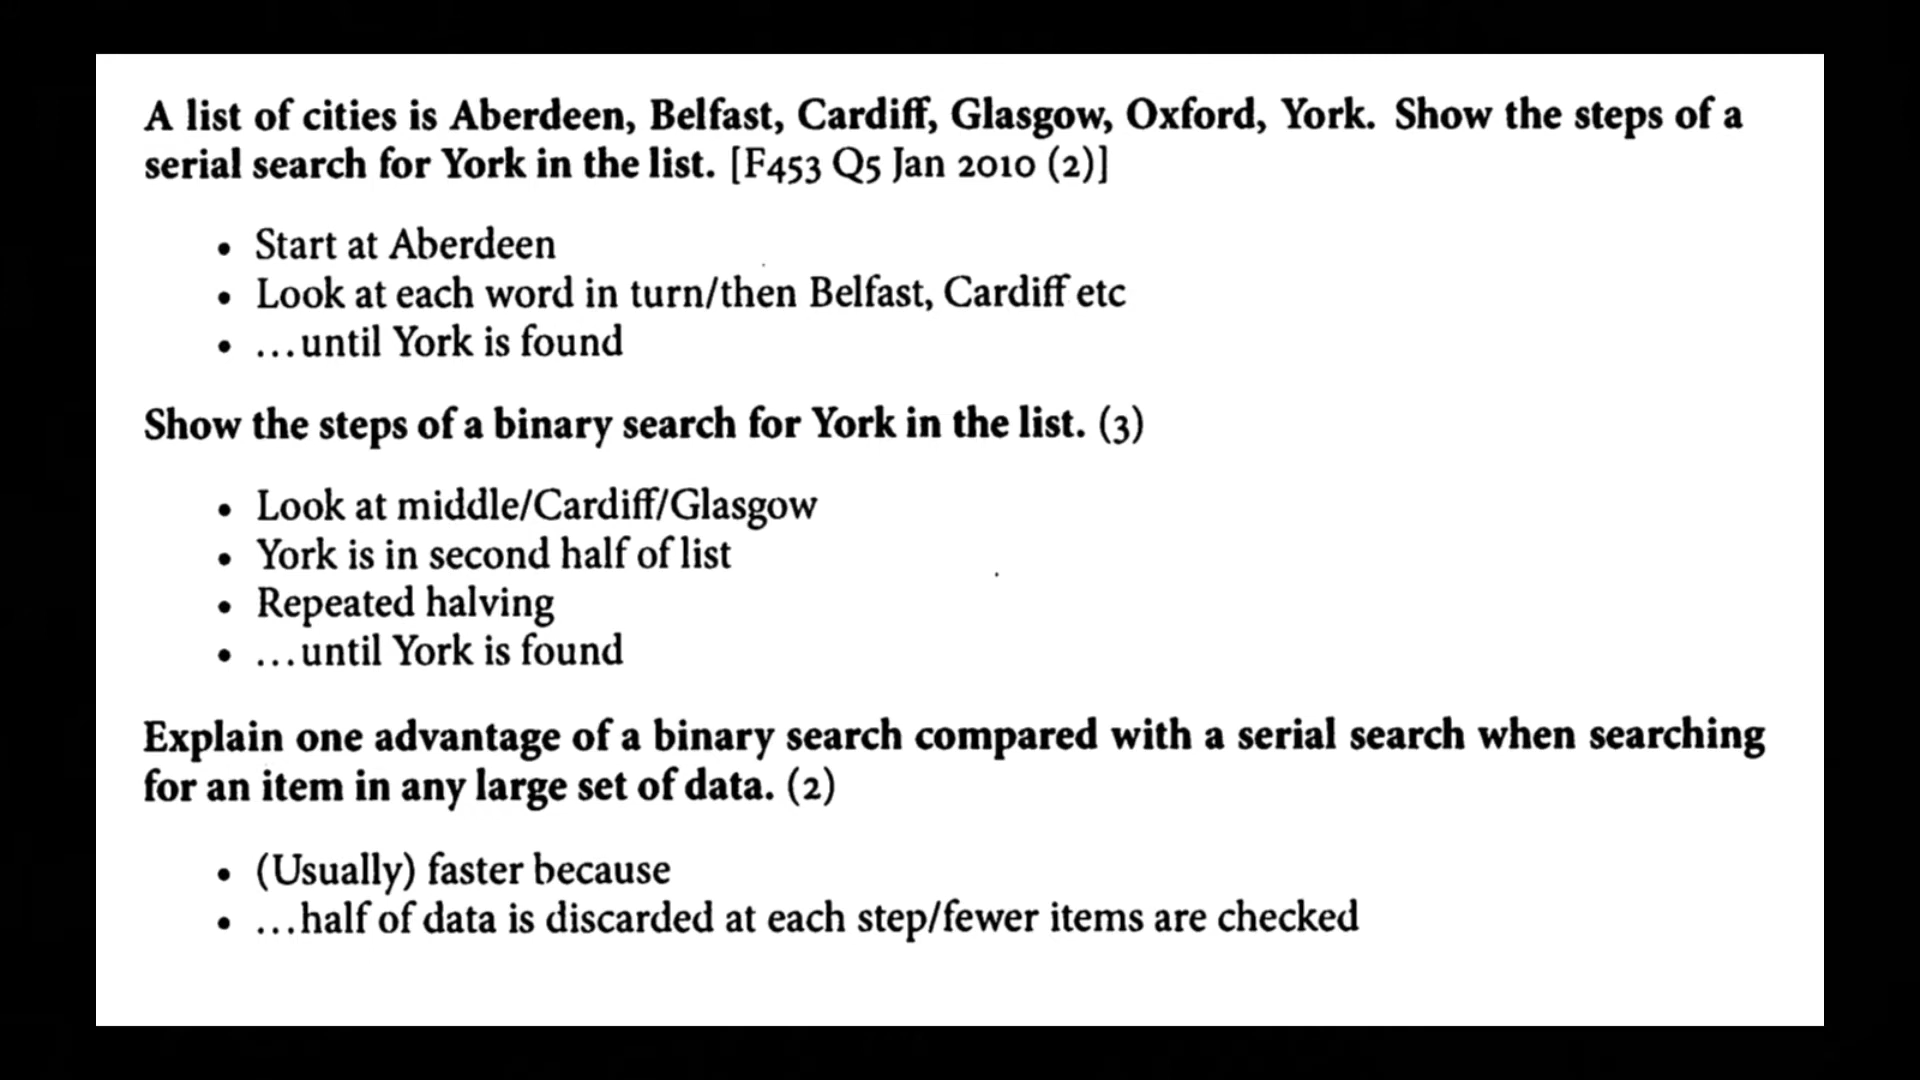 A list of cities is Aberdeen, Belfast, Cardiff, Glasgow, Oxford, York. Show the steps of a
serial search for York in the list. [F453 Q5 Jan 2010 (2)]
• Start at Aberdeen
• Look at each word in turn/then Belfast, Cardiff etc
• …until York is found
Show the steps of a binary search for York in the list. (3)
• Look at middle/Cardiff/Glasgow
• York is in second half of list
• Repeated halving
• …until York is found
Explain one advantage of a binary search compared with a serial search when searching
for an item in any large set of data. (2)
• (Usually) faster because
• …half of data is discarded at each step/fewer items are checked